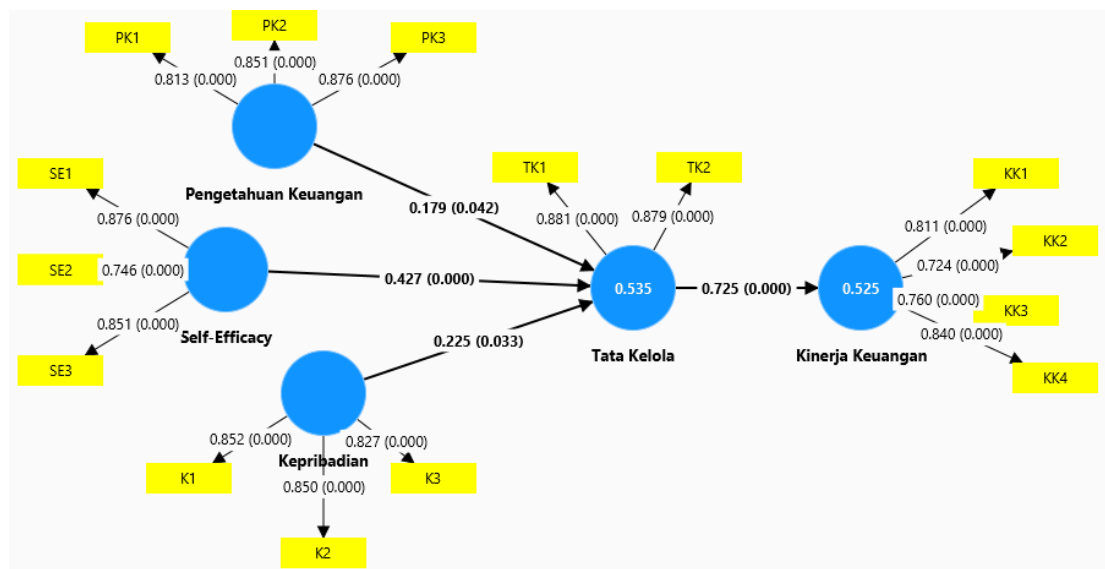 PK1
PK2
PK3
0.813 (0.000)
0.851 (0.000)
0.876 (0.000)
Pengetahuan Keuangan
SE1
SE2
SE3
0.876 (0.000)
0.746 (0.000)
0.851 (0.000)
Self-Efficacy
K1
K2
K3
0.852 (0.000)
0.850 (0.000)
0.827 (0.000)
Kepribadian
0.179 (0.042)
0.427 (0.000)
0.225 (0.033)
TK1
TK2
0.881 (0.000)
0.879 (0.000)
0.535
Tata Kelola
0.725 (0.000)
0.525
Kinerja Keuangan
KK1
KK2
KK3
KK4
0.811 (0.000)
0.724 (0.000)
0.760 (0.000)
0.840 (0.000)